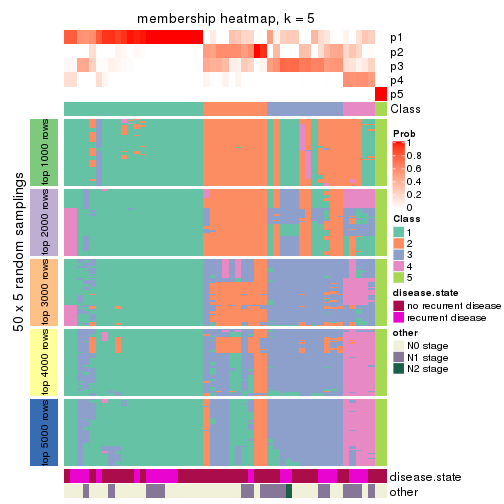 membership heatmap, k = 5
p1
p2
p3
p4
p5
Class
50 x 5 random samplings
top 1000 rows
top 2000 rows
top 3000 rows
top 4000 rows
top 5000 rows
Prob
1
0.8
0.6
0.4
0.2
0
Class
1
2
3
4
5
disease.state
no recurrent disease
recurrent disease
other
N0 stage
N1 stage
N2 stage
disease.state
other